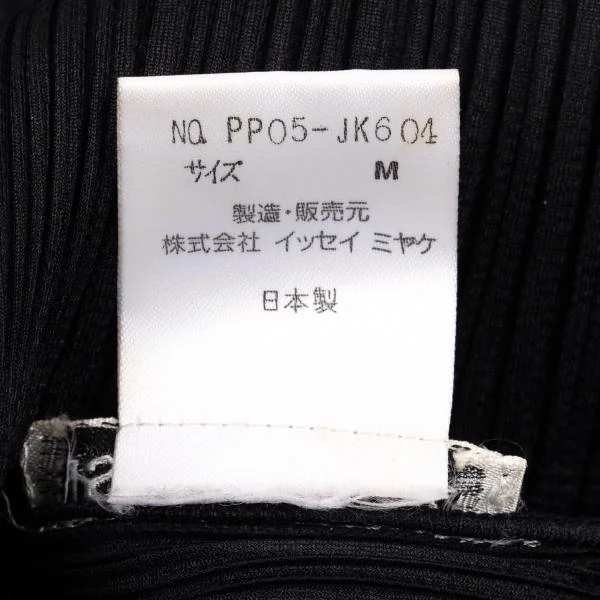 NO. PP05-JK604
サイズ M
製造・販売元
株式会社 イッセイ ミヤケ
日本製